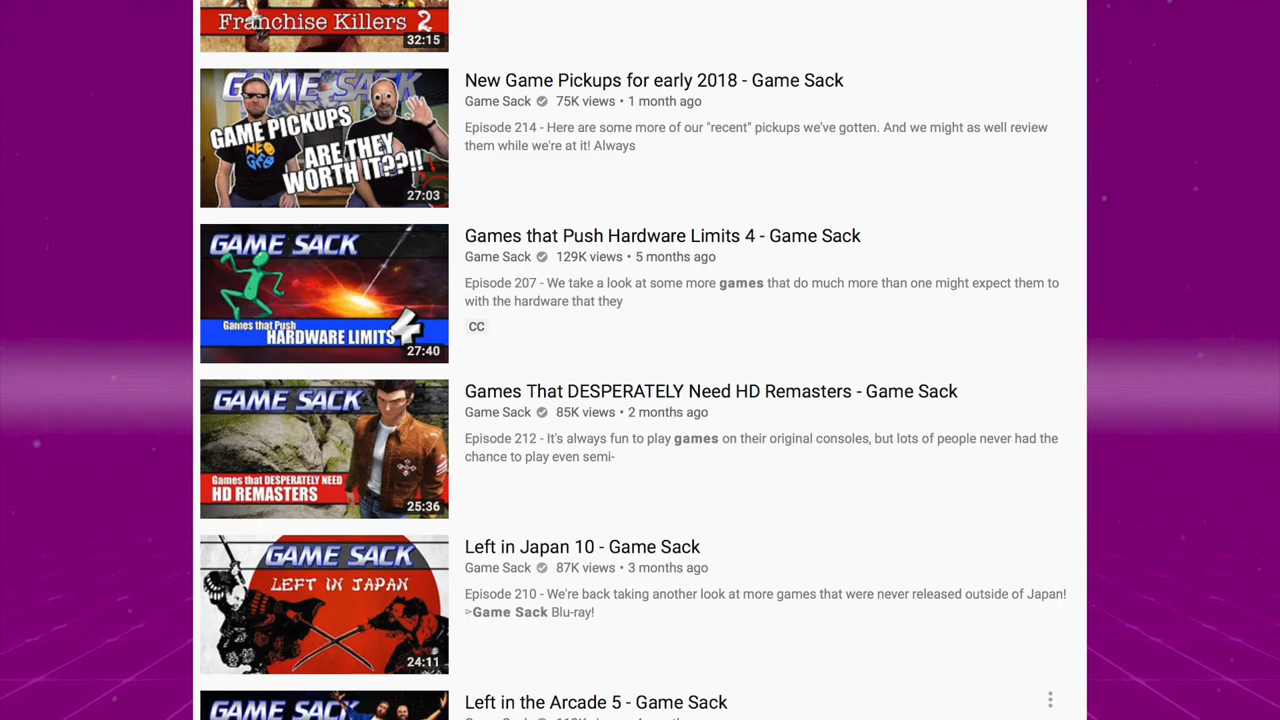 Franchise Killers 2
32:15
GAME SACK
GAME PICKUPS
ARE THEY
WORTH IT??!!
NEO
GEO
27:03
New Game Pickups for early 2018 - Game Sack
Game Sack 75K views • 1 month ago
Episode 214 - Here are some more of our "recent" pickups we've gotten. And we might as well review
them while we're at it! Always
GAME SACK
Games that Push
HARDWARE LIMITS 4
27:40
Games that Push Hardware Limits 4 - Game Sack
Game Sack 129K views • 5 months ago
Episode 207 - We take a look at some more games that do much more than one might expect them to
with the hardware that they
CC
GAME SACK
Games that DESPERATELY NEED
HD REMASTERS
25:36
Games That DESPERATELY Need HD Remasters - Game Sack
Game Sack 85K views • 2 months ago
Episode 212 - It's always fun to play games on their original consoles, but lots of people never had the
chance to play even semi-
GAME SACK
LEFT IN JAPAN
24:11
Left in Japan 10 - Game Sack
Game Sack 87K views • 3 months ago
Episode 210 - We're back taking another look at more games that were never released outside of Japan!
►Game Sack Blu-ray!
GAME SACK
Left in the Arcade 5 - Game Sack